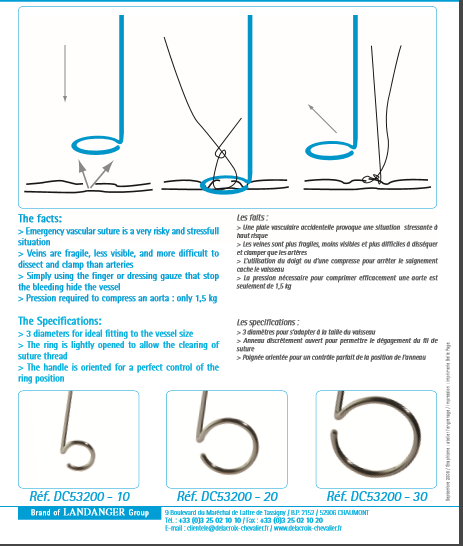 The facts:
> Emergency vascular suture is a very risky and stressfull
situation
> Veins are fragile, less visible, and more difficult to
dissect and clamp than arteries
> Simply using the finger or dressing gauze that stop
the bleeding hide the vessel
> Pression required to compress an aorta : only 1,5 kg
Les faits :
> Une plaie vasculaire accidentelle provoque une situation stressante à
haut risque
> Les veines sont plus fragiles, moins visibles et plus difficiles à disséquer
et clamper que les artères
> L'utilisation du doigt ou d'une compresse pour arrêter le saignement
cache le vaisseau
> La pression nécessaire pour comprimer efficacement une aorte est
seulement de 1,5 kg
The Specifications:
> 3 diameters for ideal fitting to the vessel size
> The ring is lightly opened to allow the clearing of
suture thread
> The handle is oriented for a perfect control of the
ring position
Les specifications :
> 3 diamètres pour s'adapter à la taille du vaisseau
> Anneau discrètement ouvert pour permettre le dégagement du fil de
suture
> Poignée orientée pour un contrôle parfait de la position de l'anneau
Réf. DC53200 - 10
Réf. DC53200 - 20
Réf. DC53200 - 30
Brand of LANDANGER Group
9 Boulevard du Maréchal de Lattre de Tassigny / B.P. 2152 / 52906 CHAUMONT
Tél. : +33 (0)3 25 02 10 10 / Fax : +33 (0)3 25 02 10 20
E-mail : clientele@delacroix-chevalier.fr / www.delacroix-chevalier.fr